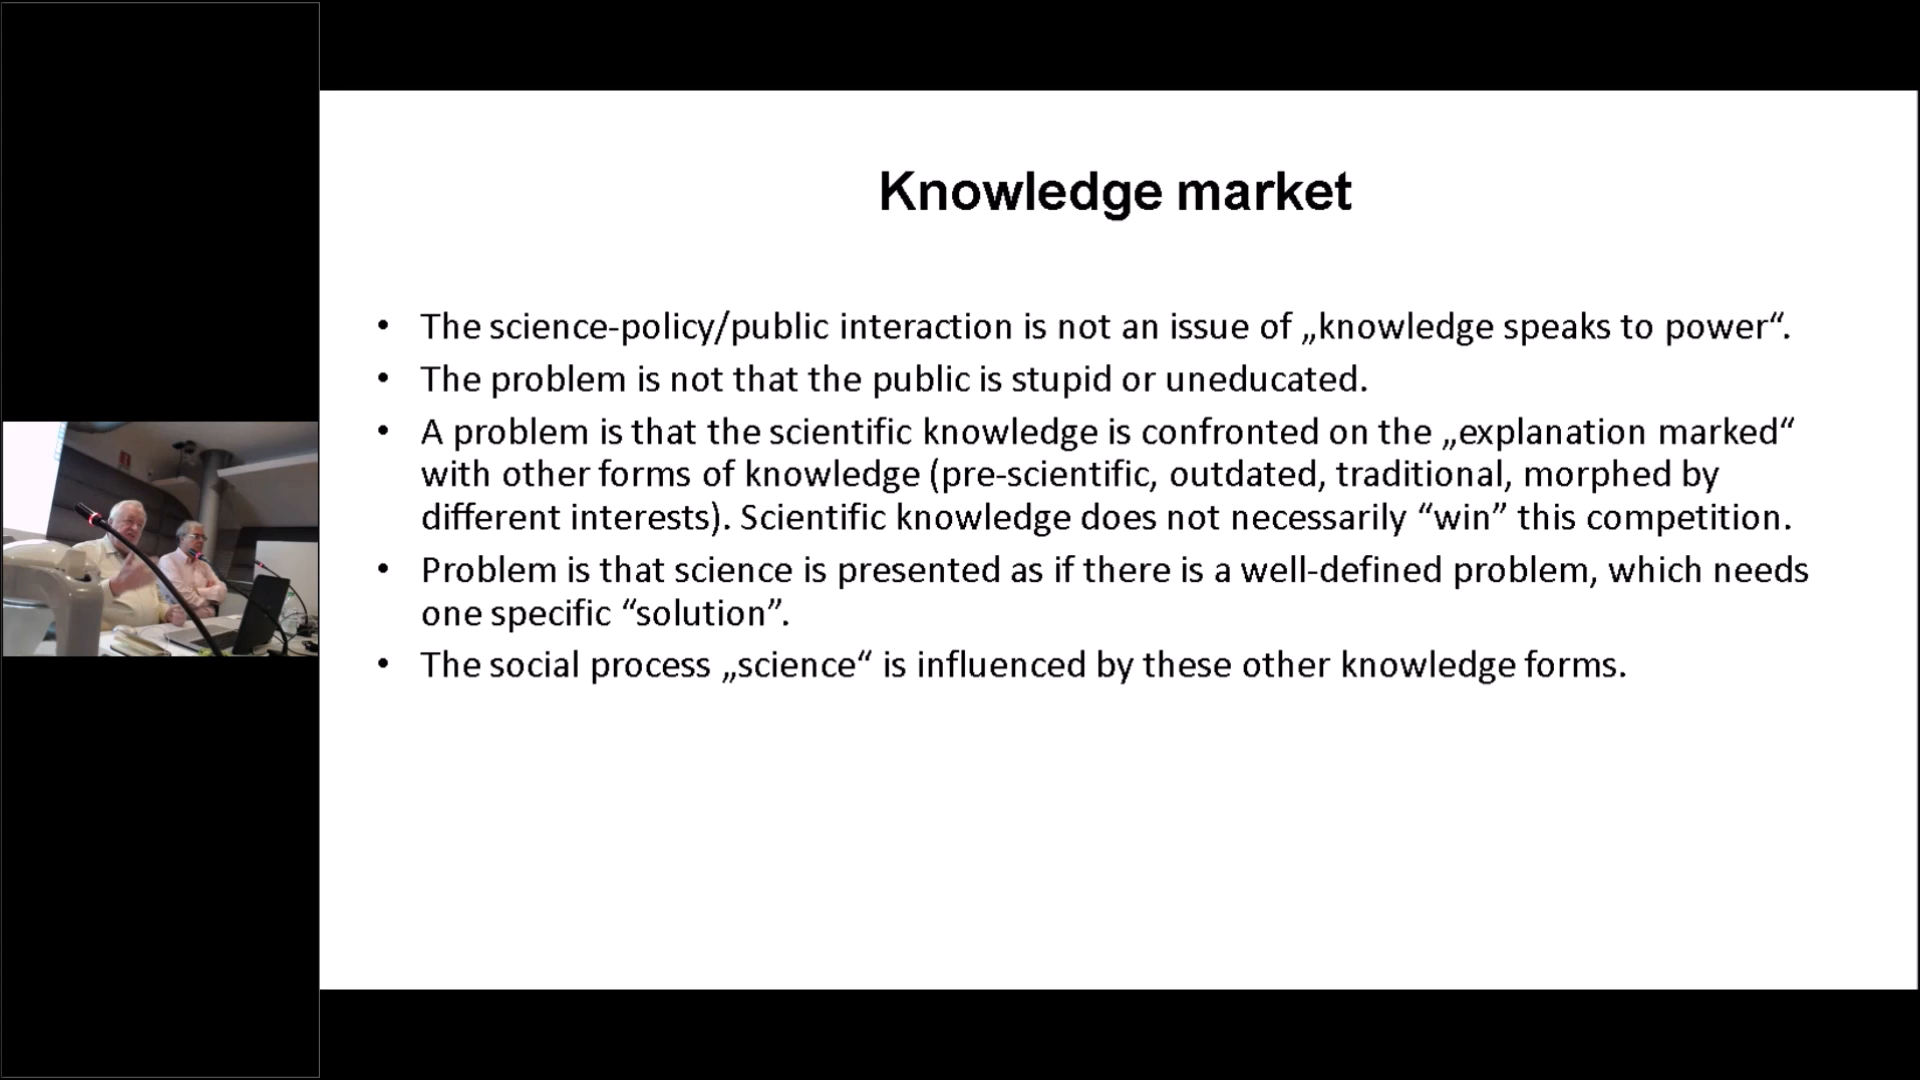 Knowledge market
• The science-policy/public interaction is not an issue of „knowledge speaks to power“.
• The problem is not that the public is stupid or uneducated.
• A problem is that the scientific knowledge is confronted on the „explanation marked“
with other forms of knowledge (pre-scientific, outdated, traditional, morphed by
different interests). Scientific knowledge does not necessarily “win” this competition.
• Problem is that science is presented as if there is a well-defined problem, which needs
one specific “solution”.
• The social process „science“ is influenced by these other knowledge forms.